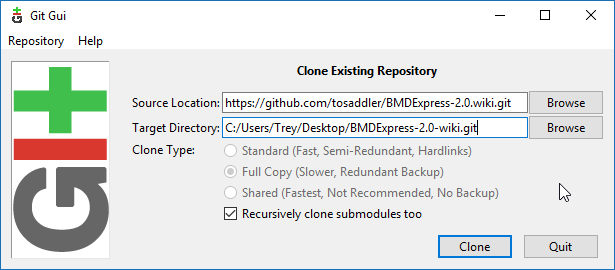 Git Gui
Repository Help
Clone Existing Repository
Source Location: https://github.com/tosaddler/BMDExpress-2.0.wiki.git Browse
Target Directory: C:/Users/Trey/Desktop/BMDExpress-2.0-wiki.git Browse
Clone Type: Standard (Fast, Semi-Redundant, Hardlinks)
Full Copy (Slower, Redundant Backup)
Shared (Fastest, Not Recommended, No Backup)
Recursively clone submodules too
Clone Quit